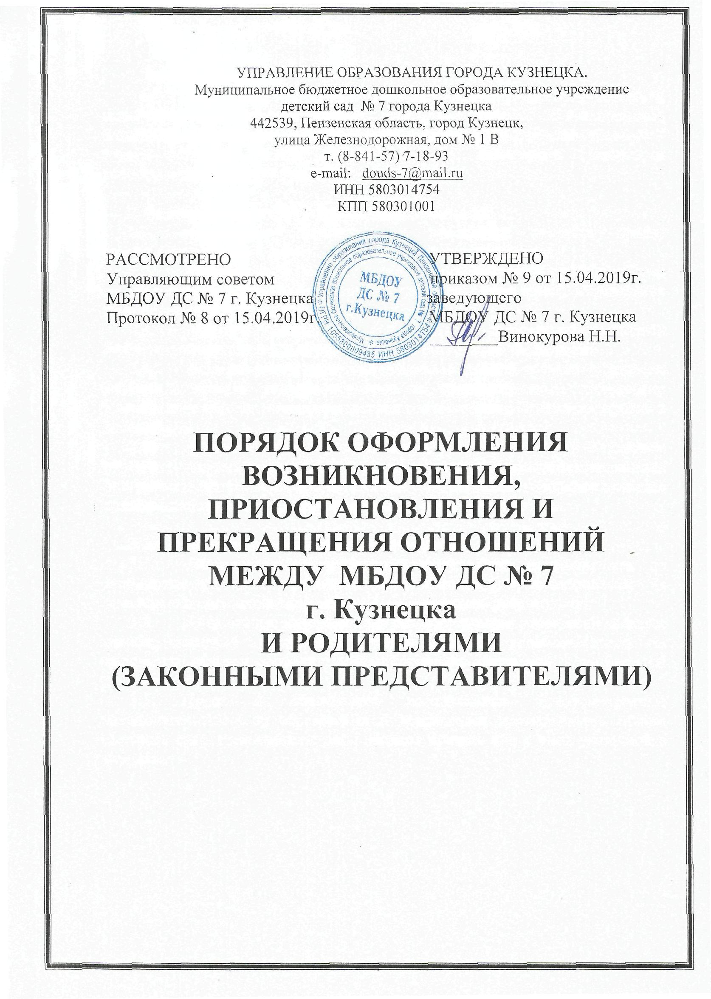 УПРАВЛЕНИЕ ОБРАЗОВАНИЯ ГОРОДА КУЗНЕЦКА.
Муниципальное бюджетное дошкольное образовательное учреждение
детский сад № 7 города Кузнецка
442539, Пензенская область, город Кузнецк,
улица Железнодорожная, дом № 1 В
т. (8-841-57) 7-18-93
e-mail: douds-7@mail.ru
ИНН 5803014754
КПП 580301001
РАССМОТРЕНО
Управляющим советом
МБДОУ ДС № 7 г. Кузнецка
Протокол № 8 от 15.04.2019г.
Управление образования города Кузнецка Пензенской области
1055800609435 ИНН 5803014754
Муниципальное бюджетное дошкольное образовательное учреждение детский сад № 7 города Кузнецка
МБДОУ
ДС № 7
г.Кузнецка
УТВЕРЖДЕНО
приказом № 9 от 15.04.2019г.
заведующего
МБДОУ ДС № 7 г. Кузнецка
Винокурова Н.Н.
ПОРЯДОК ОФОРМЛЕНИЯ
ВОЗНИКНОВЕНИЯ,
ПРИОСТАНОВЛЕНИЯ И
ПРЕКРАЩЕНИЯ ОТНОШЕНИЙ
МЕЖДУ МБДОУ ДС № 7
г. Кузнецка
И РОДИТЕЛЯМИ
(ЗАКОННЫМИ ПРЕДСТАВИТЕЛЯМИ)